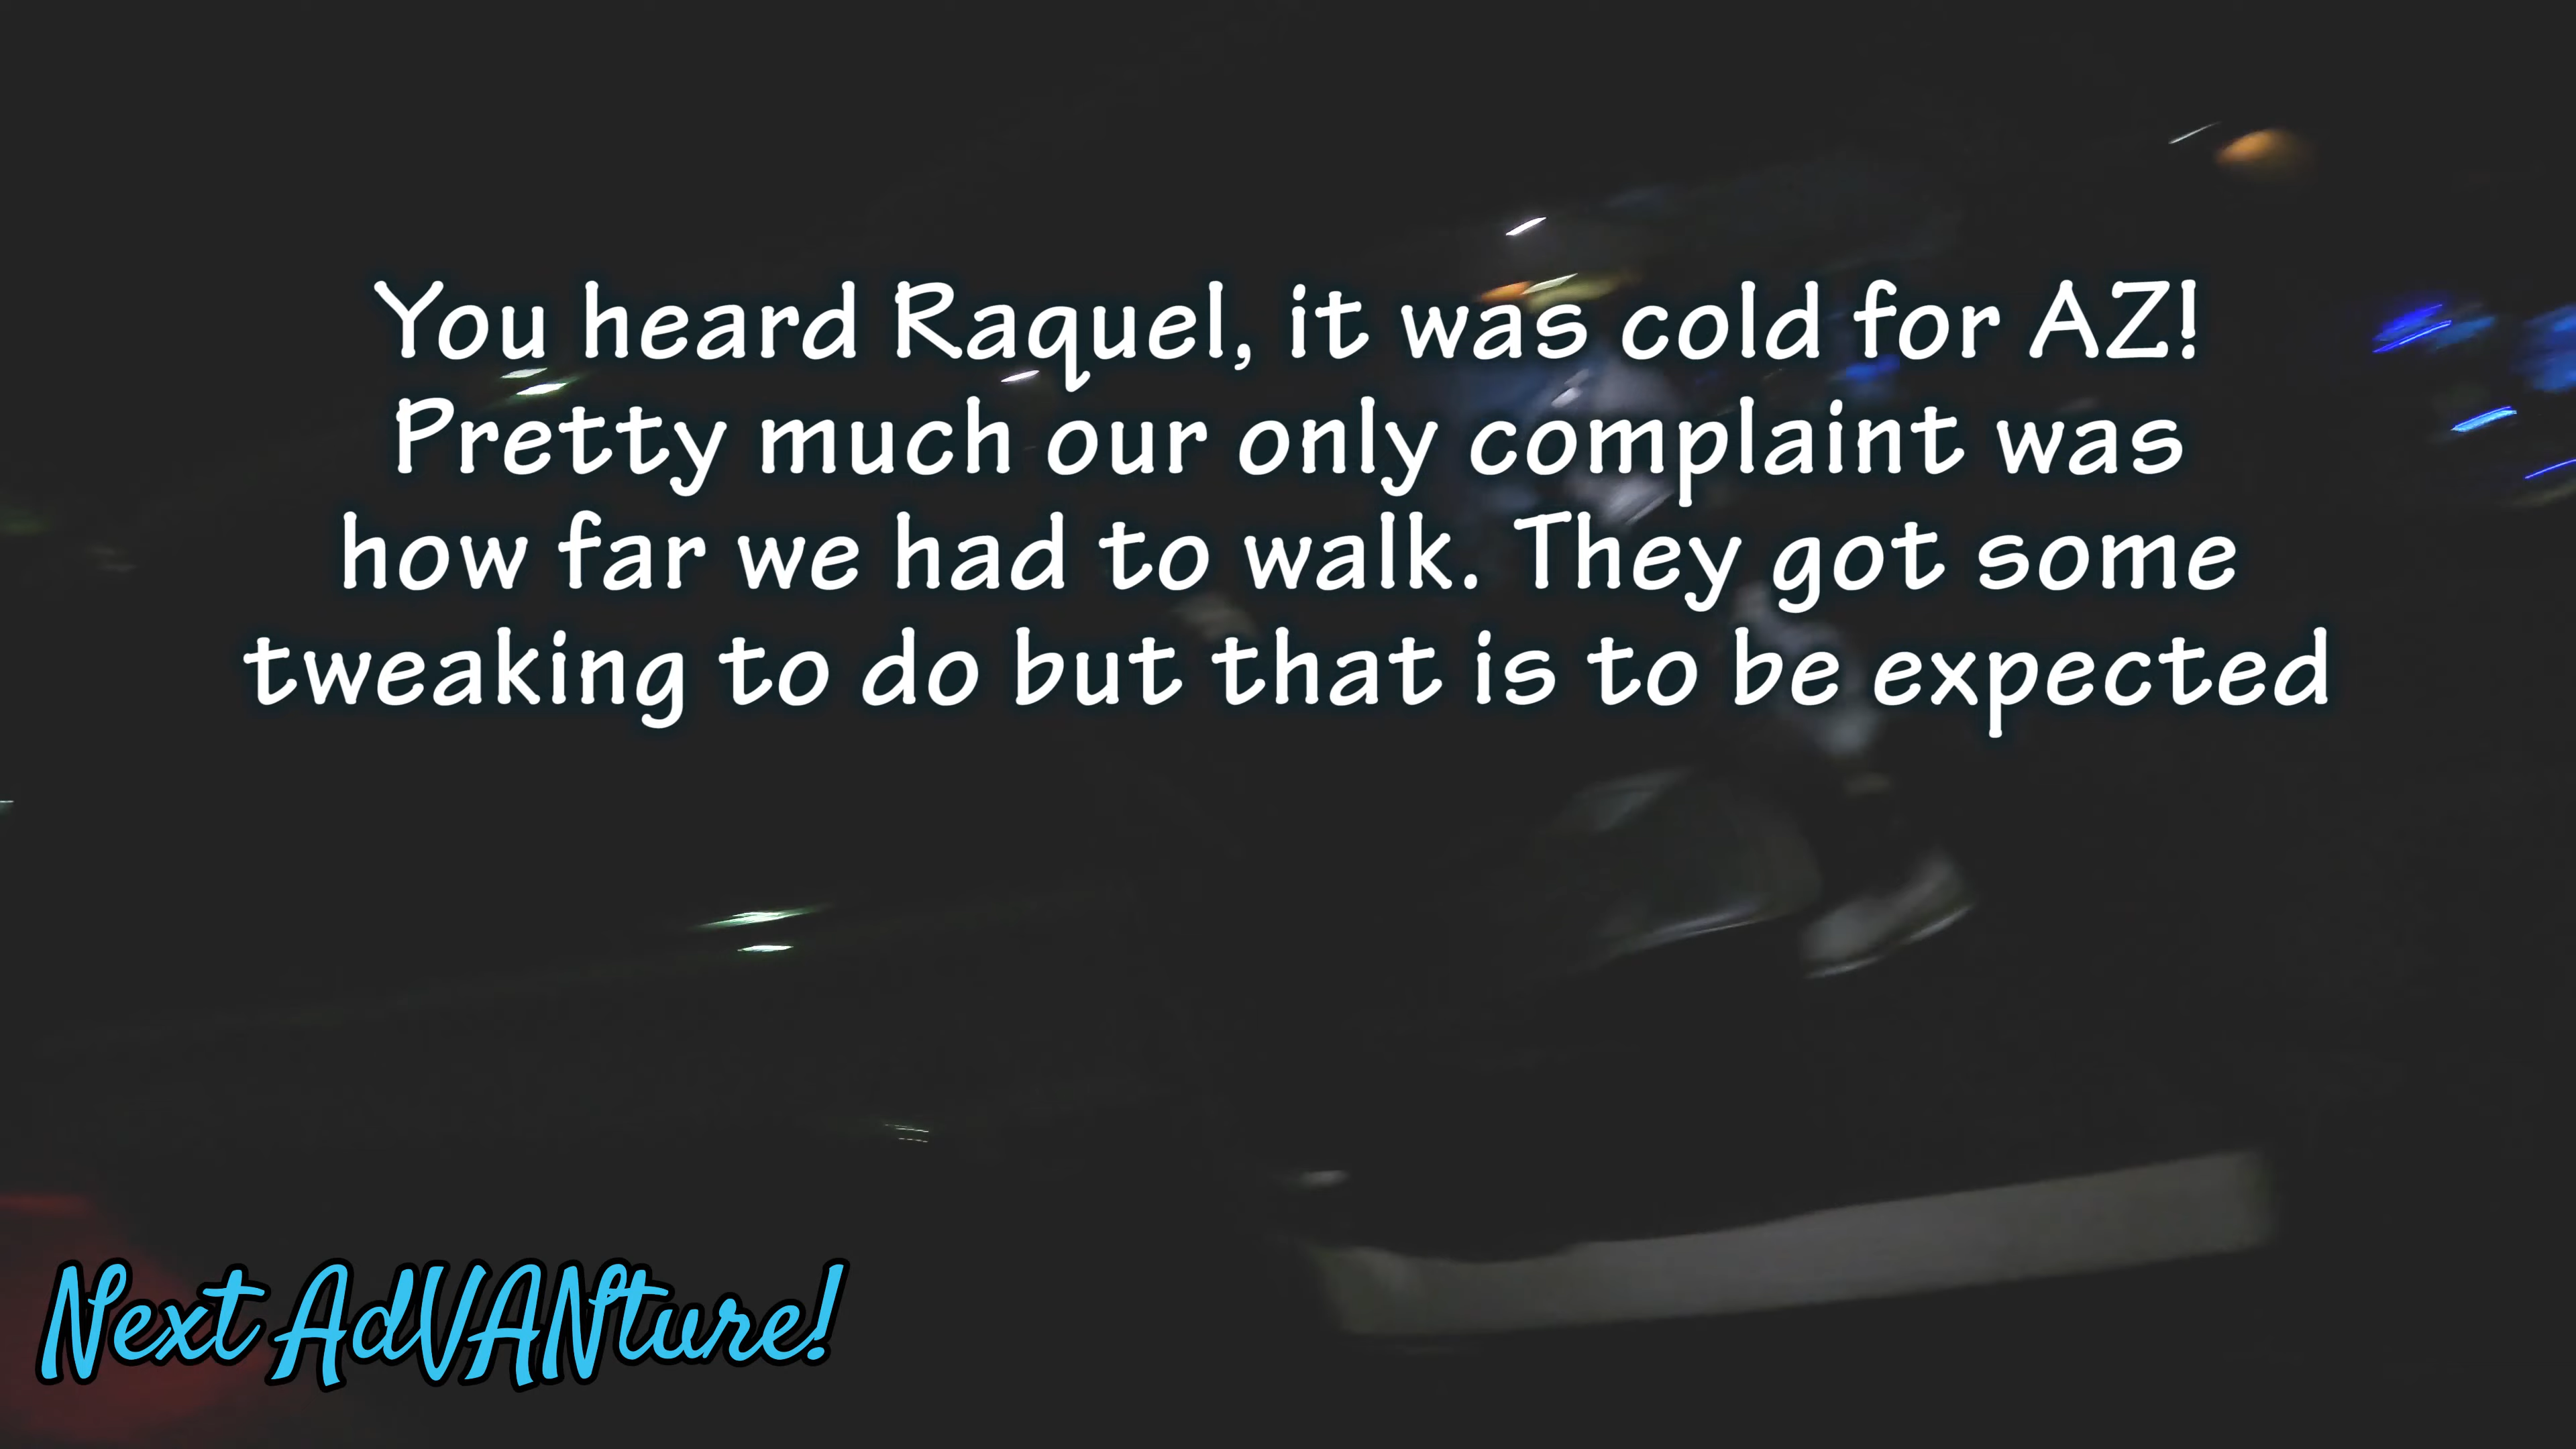 You heard Raquel, it was cold for AZ!
Pretty much our only complaint was
how far we had to walk. They got some
tweaking to do but that is to be expected
Next AdVANture!